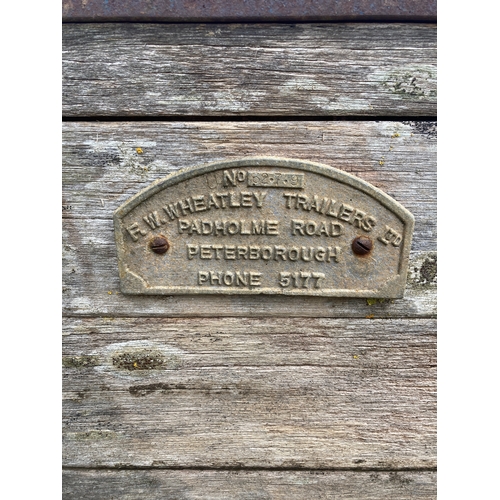 No
F.W. WHEATLEY TRAILERS LTD
PADHOLME ROAD
PETERBOROUGH
PHONE 5177